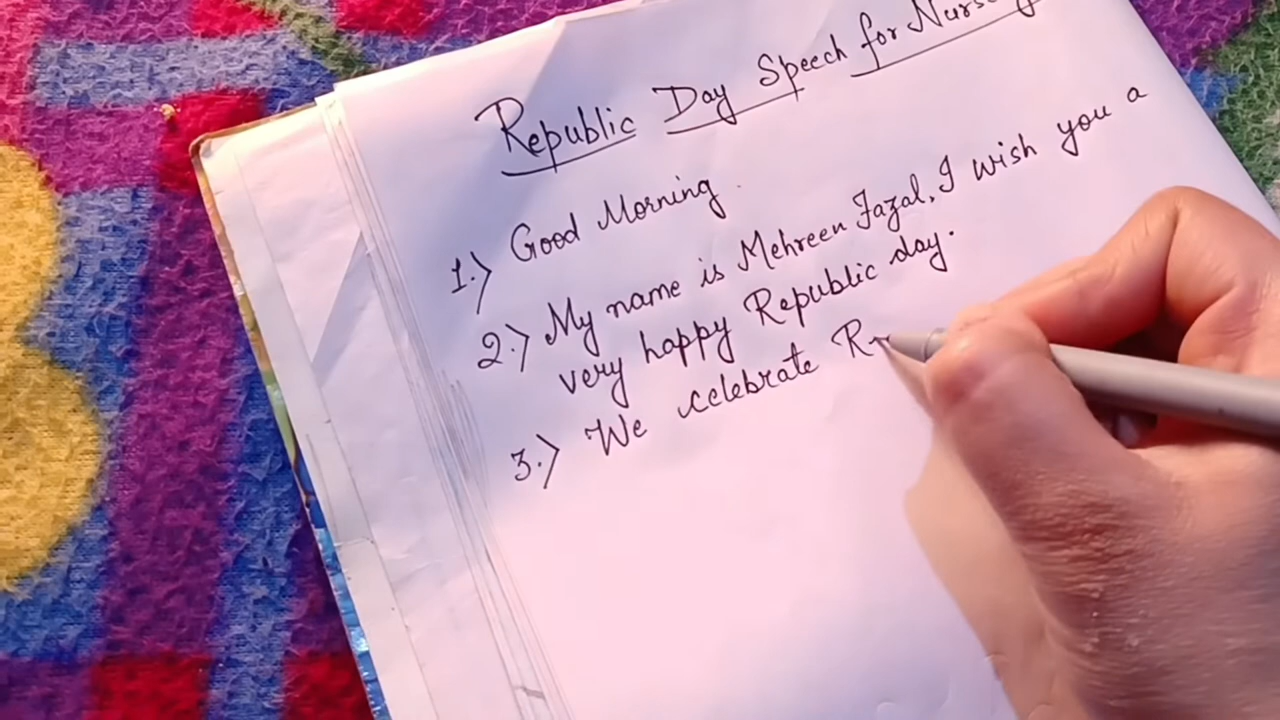 Republic Day Speech for
1.) Good Morning
2.) My name is Mehreen Fazal, I wish you a
very happy Republic day.
3.) We celebrate